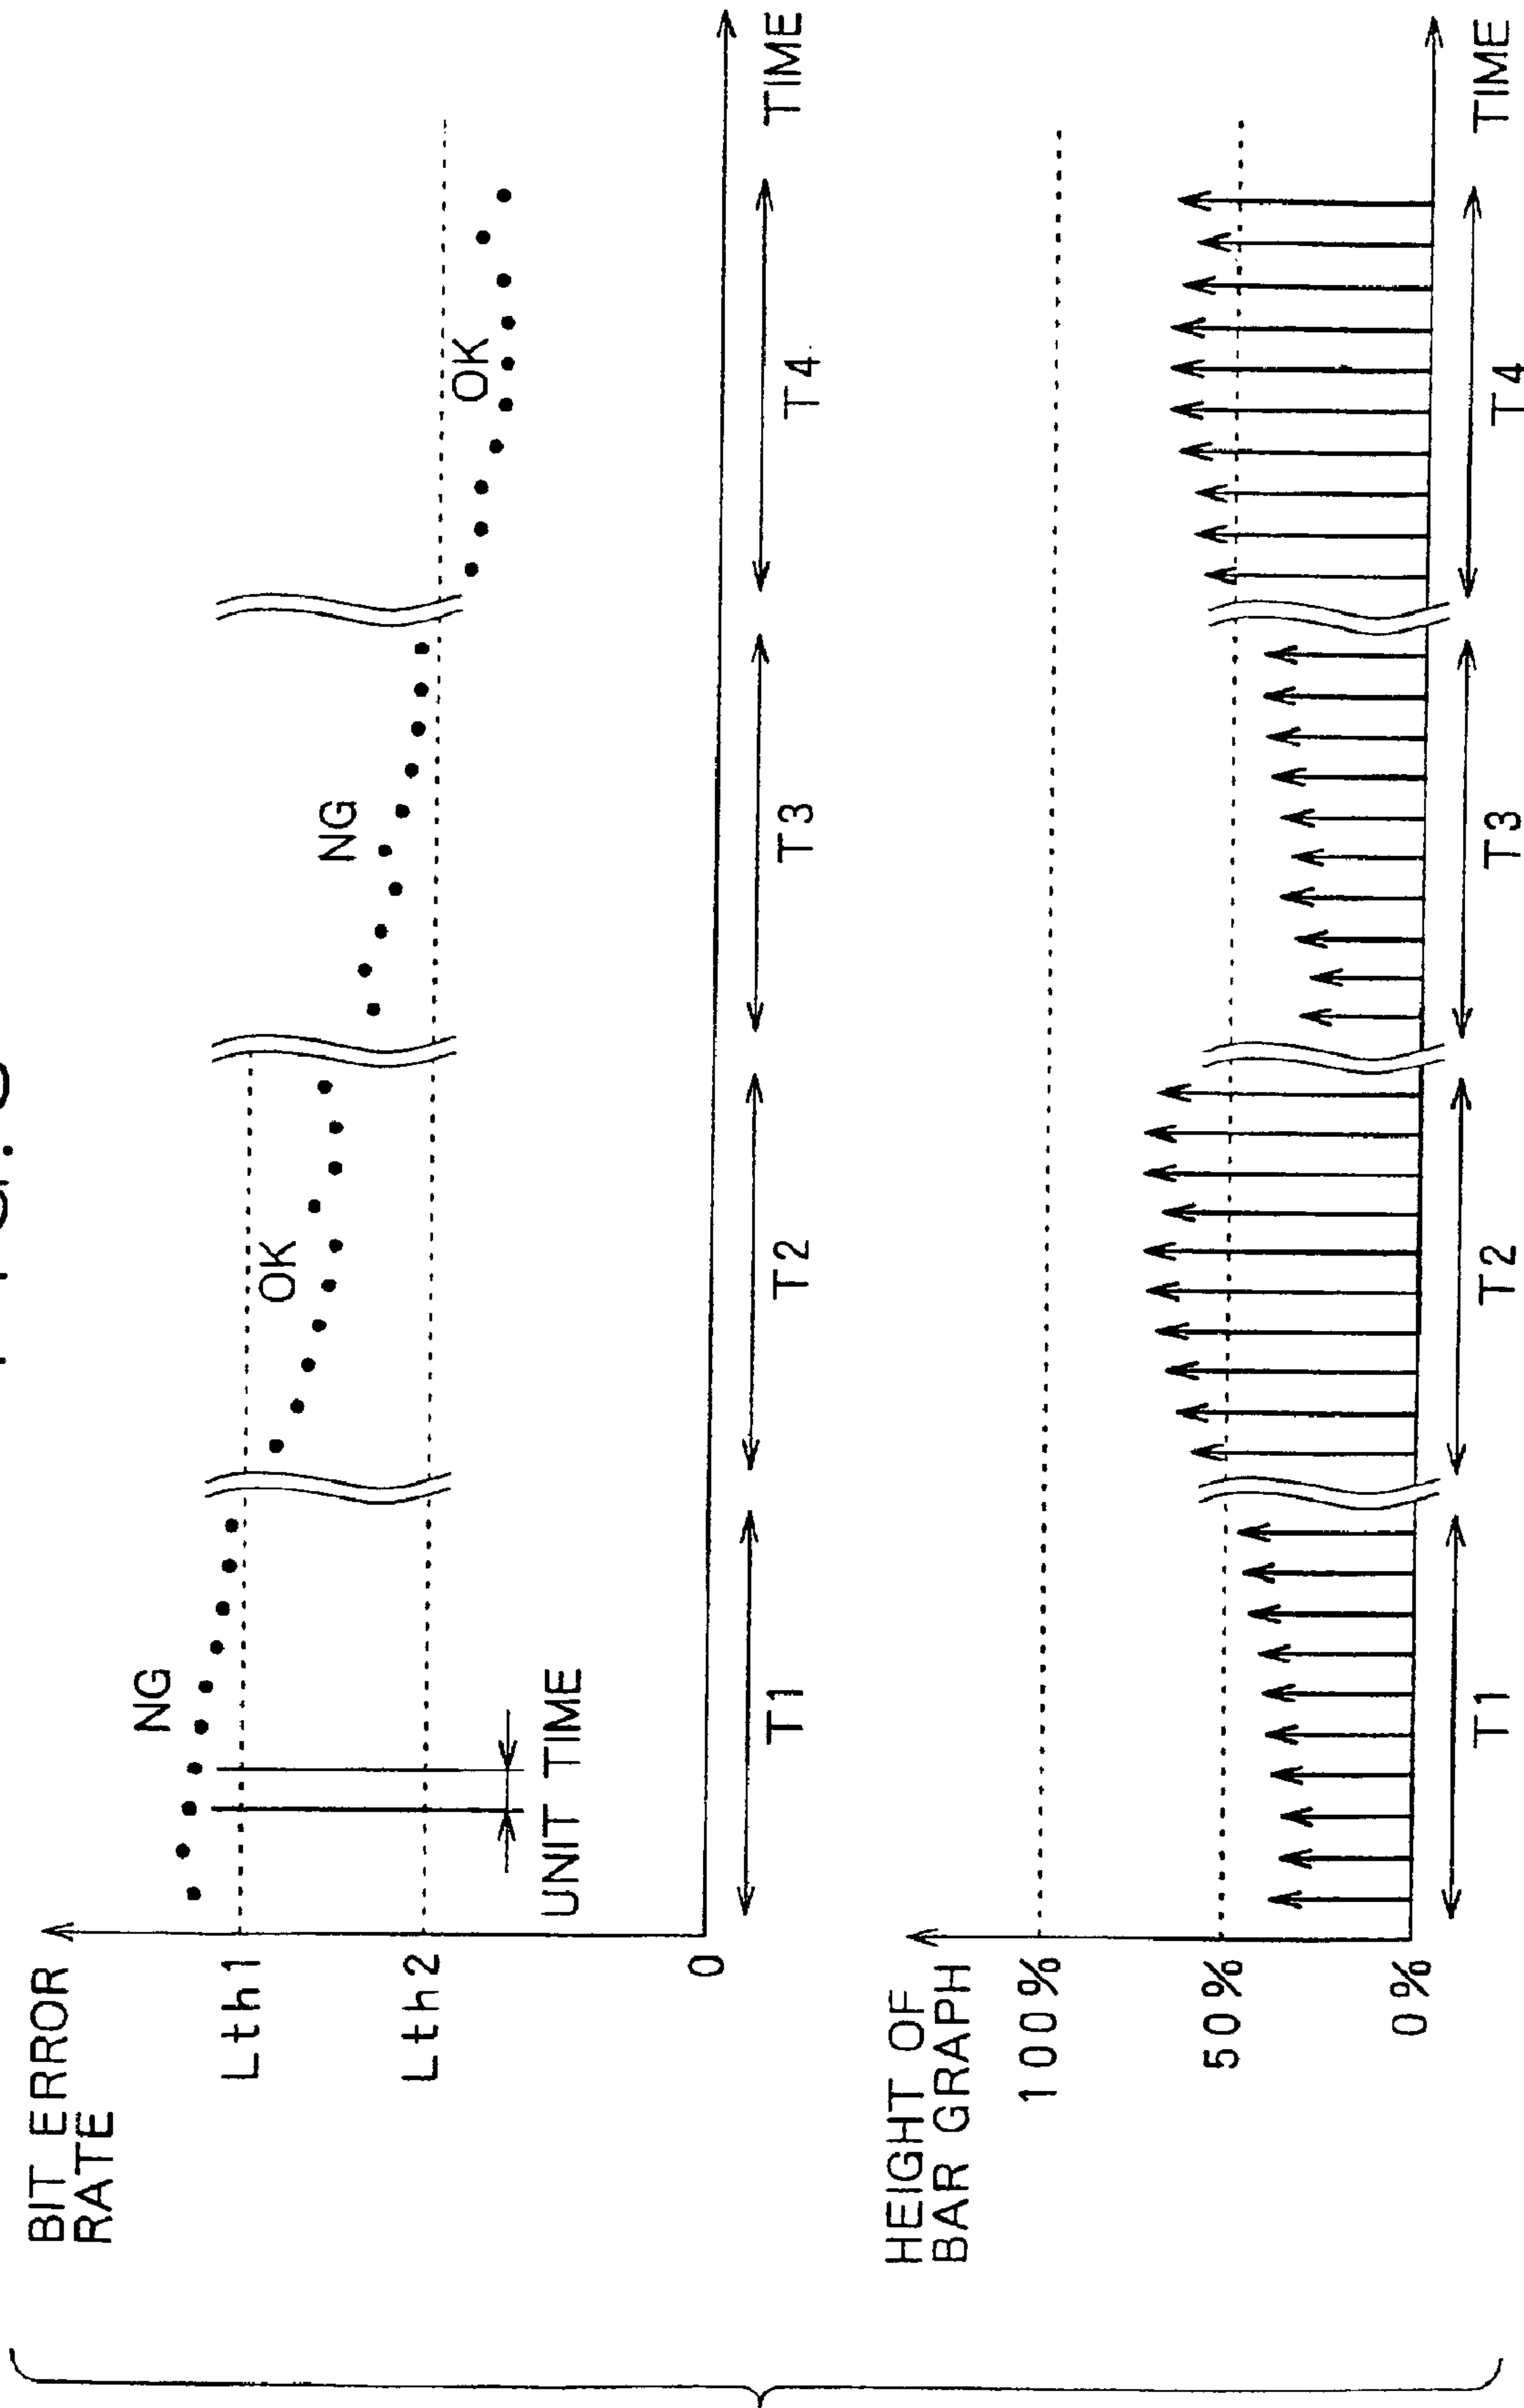 BIT ERROR
RATE
Lth1
Lth2
0
NG
OK
NG
OK
UNIT TIME
T1
T2
T3
T4
TIME
HEIGHT OF
BAR GRAPH
100%
50%
0%
T1
T2
T3
T4
TIME